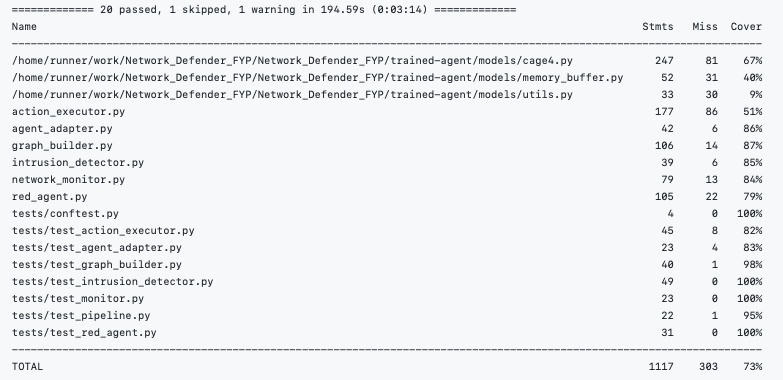 ============= 20 passed, 1 skipped, 1 warning in 194.59s (0:03:14) =============
Name Stmts Miss Cover
/home/runner/work/Network_Defender_FYP/Network_Defender_FYP/trained-agent/models/cage4.py 247 81 67%
/home/runner/work/Network_Defender_FYP/Network_Defender_FYP/trained-agent/models/memory_buffer.py 52 31 40%
/home/runner/work/Network_Defender_FYP/Network_Defender_FYP/trained-agent/models/utils.py 33 30 9%
action_executor.py 177 86 51%
agent_adapter.py 42 6 86%
graph_builder.py 106 14 87%
intrusion_detector.py 39 6 85%
network_monitor.py 79 13 84%
red_agent.py 105 22 79%
tests/conftest.py 4 0 100%
tests/test_action_executor.py 45 8 82%
tests/test_agent_adapter.py 23 4 83%
tests/test_graph_builder.py 40 1 98%
tests/test_intrusion_detector.py 49 0 100%
tests/test_monitor.py 23 0 100%
tests/test_pipeline.py 22 1 95%
tests/test_red_agent.py 31 0 100%
TOTAL 1117 303 73%